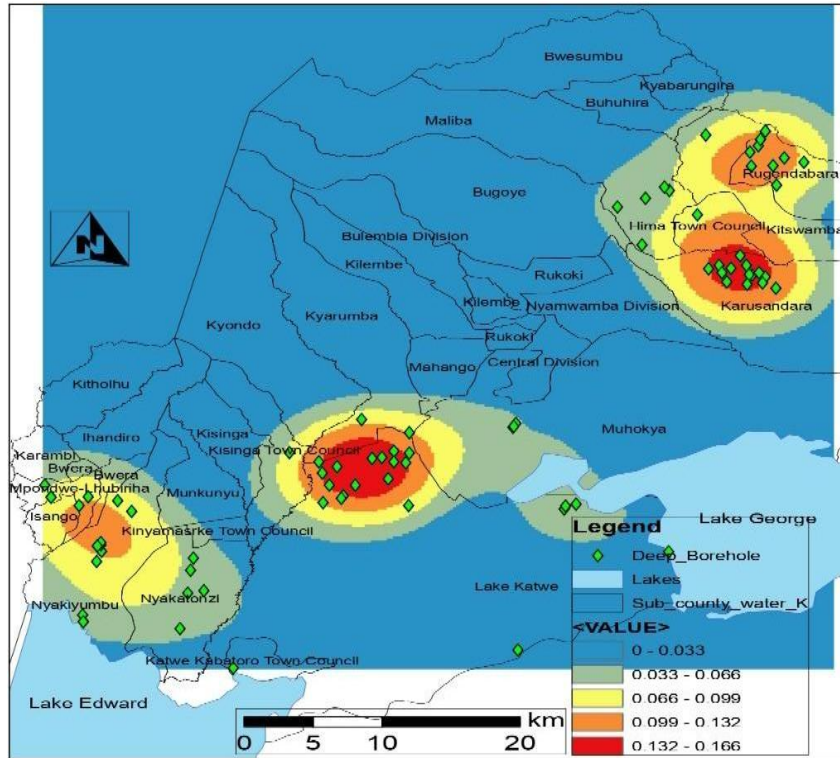 Bwesumbu
Kyabarungira
Buhuhira
Maliba
Rugendabara
Bugoye
Hima Town Council
Kitswamba
Bulembia Division
Kilembe
Rukoki
Kilembe
Nyamwamba Division
Karusandara
Kyondo
Kyarumba
Rukoki
Mahango
Central Division
Kitholhu
Muhokya
Ihandiro
Kisinga
Karambi
Kisinga Town Council
Bwera
Bwera
Mpondwe-Lhubiriha
Munkunyu
Isango
Kinyamasrke Town Council
Lake George
Lake Katwe
Nyakiyumbu
Nyakatonzi
Katwe Kabatoro Town Council
Lake Edward
N
km
0 5 10 20
Legend
Deep_Borehole
Lakes
Sub_county_water_K
<VALUE>
0 - 0.033
0.033 - 0.066
0.066 - 0.099
0.099 - 0.132
0.132 - 0.166